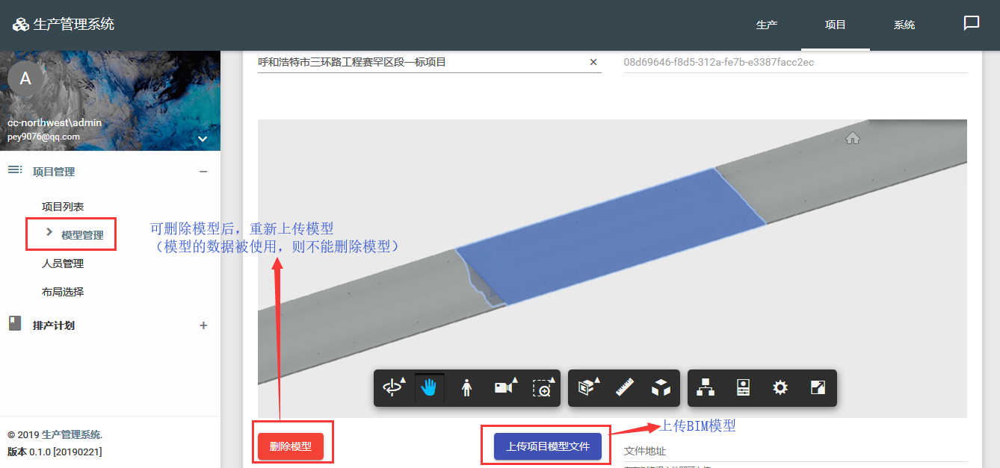 生产管理系统
生产
项目
系统
呼和浩特市三环路工程赛罕区段一标项目
×
08d69646-f8d5-312a-fe7b-e3387facc2ec
A
cc-northwest\admin
pey9076@qq.com
项目管理
项目列表
模型管理
人员管理
布局选择
排产计划
可删除模型后，重新上传模型
（模型的数据被使用，则不能删除模型）
删除模型
上传项目模型文件
上传BIM模型
文件地址
© 2019 生产管理系统.
版本 0.1.0 [20190221]